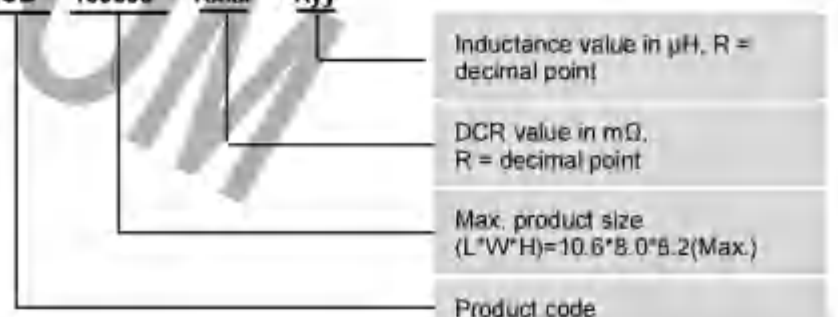 Ryy
Inductance value in µH, R =
decimal point
DCR value in mΩ.
R = decimal point
Max. product size
(L*W*H)=10.6*8.0*6.2(Max.)
Product code